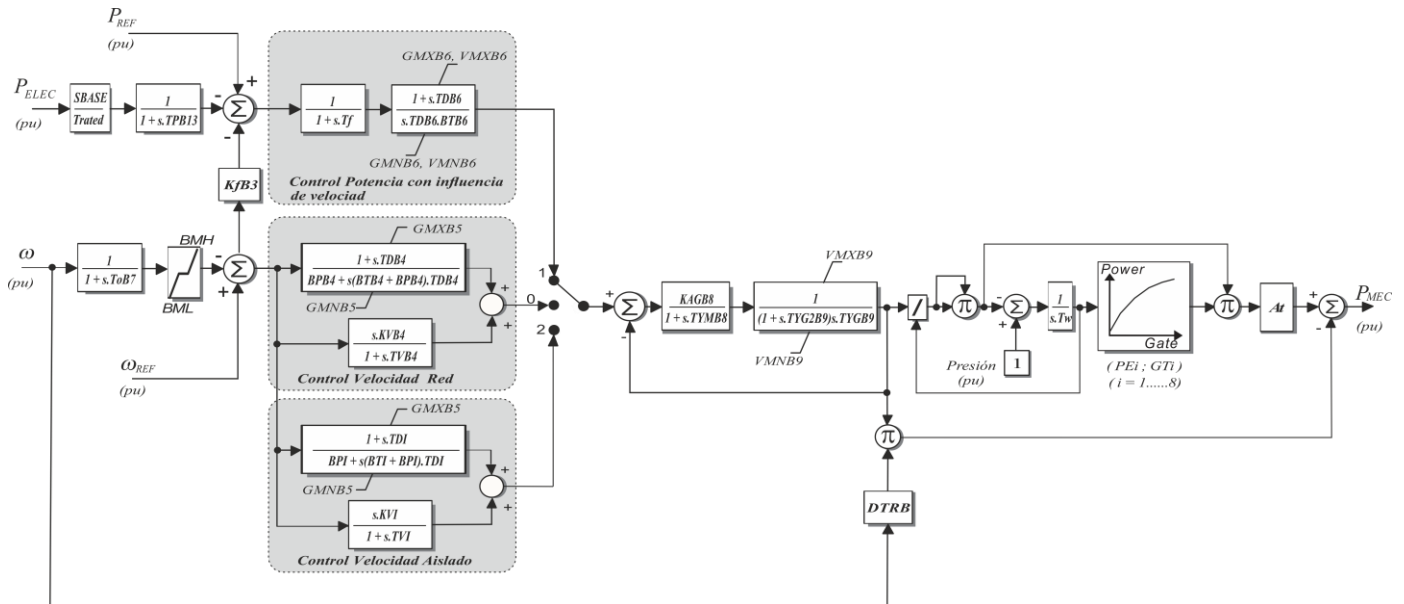 P_REF
(pu)
P_ELEC
(pu)
SBASE
Trated
1
1 + s.TPB13
-
+
Σ
-
KfB3
GMXB6, VMXB6
1
1 + s.Tf
1 + s.TDB6
s.TDB6.BTB6
GMNB6, VMNB6
Control Potencia con influencia
de velociad
ω
(pu)
1
1 + s.ToB7
BMH
BML
-
+
Σ
ω_REF
(pu)
GMXB5
1 + s.TDB4
BPB4 + s(BTB4 + BPB4).TDB4
GMNB5
+
+
s.KVB4
1 + s.TVB4
Control Velocidad Red
GMXB5
1 + s.TDI
BPI + s(BTI + BPI).TDI
GMNB5
+
+
s.KVI
1 + s.TVI
Control Velocidad Aislado
1
0
2
+
Σ
-
KAGB8
1 + s.TYMB8
VMXB9
1
(1 + s.TYG2B9)s.TYGB9
VMNB9
/
π
-
Σ
+
1
s.Tw
Presión
(pu)
1
Power
Gate
( PEi ; GTi )
( i = 1......8)
π
At
+
Σ
-
P_MEC
(pu)
π
DTRB